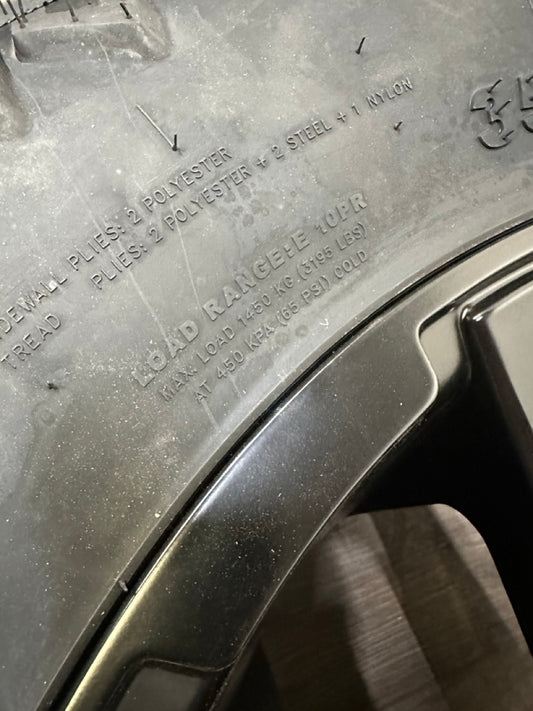 SIDEWALL PLIES: 2 POLYESTER
TREAD PLIES: 2 POLYESTER + 2 STEEL + 1 NYLON
LOAD RANGE:E 10PR
MAX. LOAD 1450 KG (3195 LBS)
AT 450 KPA (65 PSI) COLD
35